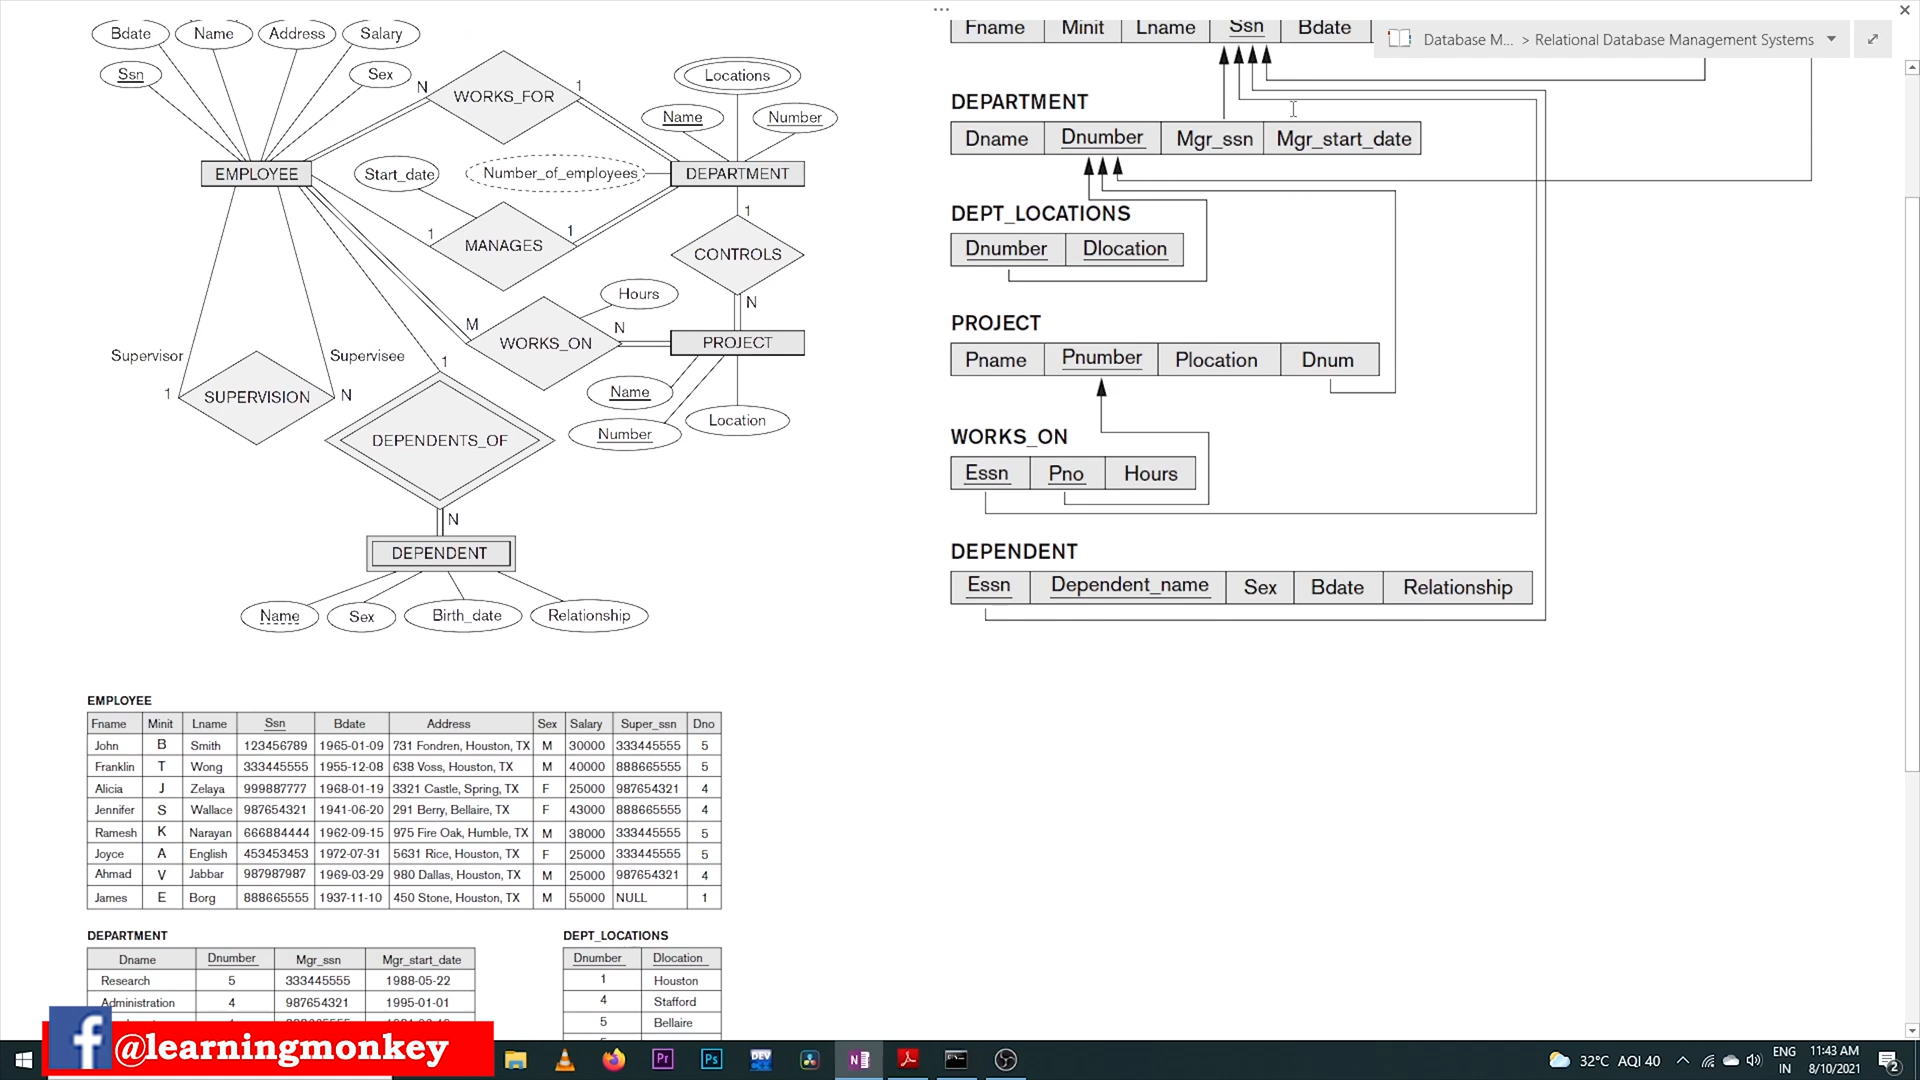 Bdate Name Address Salary
Ssn Sex
N WORKS_FOR 1
Locations
Name Number
EMPLOYEE Start_date Number_of_employees DEPARTMENT
1 MANAGES 1
1
CONTROLS
N
Hours
M WORKS_ON N PROJECT
Supervisor Supervisee 1
1 SUPERVISION N
Name
Number Location
DEPENDENTS_OF
N
DEPENDENT
Name Sex Birth_date Relationship
Fname Minit Lname Ssn Bdate
Database M... > Relational Database Management Systems
DEPARTMENT
Dname Dnumber Mgr_ssn Mgr_start_date
DEPT_LOCATIONS
Dnumber Dlocation
PROJECT
Pname Pnumber Plocation Dnum
WORKS_ON
Essn Pno Hours
DEPENDENT
Essn Dependent_name Sex Bdate Relationship
EMPLOYEE
Fname Minit Lname Ssn Bdate Address Sex Salary Super_ssn Dno
John B Smith 123456789 1965-01-09 731 Fondren, Houston, TX M 30000 333445555 5
Franklin T Wong 333445555 1955-12-08 638 Voss, Houston, TX M 40000 888665555 5
Alicia J Zelaya 999887777 1968-01-19 3321 Castle, Spring, TX F 25000 987654321 4
Jennifer S Wallace 987654321 1941-06-20 291 Berry, Bellaire, TX F 43000 888665555 4
Ramesh K Narayan 666884444 1962-09-15 975 Fire Oak, Humble, TX M 38000 333445555 5
Joyce A English 453453453 1972-07-31 5631 Rice, Houston, TX F 25000 333445555 5
Ahmad V Jabbar 987987987 1969-03-29 980 Dallas, Houston, TX M 25000 987654321 4
James E Borg 888665555 1937-11-10 450 Stone, Houston, TX M 55000 NULL 1
DEPARTMENT
Dname Dnumber Mgr_ssn Mgr_start_date
Research 5 333445555 1988-05-22
Administration 4 987654321 1995-01-01
DEPT_LOCATIONS
Dnumber Dlocation
1 Houston
4 Stafford
5 Bellaire
@learningmonkey
32°C AQI 40
ENG
IN
11:43 AM
8/10/2021
2